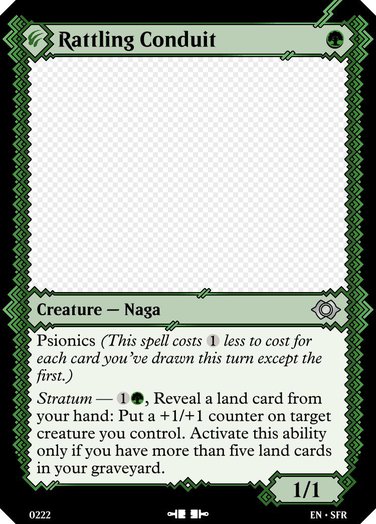 Rattling Conduit
Creature — Naga
Psionics (This spell costs 1 less to cost for
each card you've drawn this turn except the
first.)
Stratum — 1, Reveal a land card from
your hand: Put a +1/+1 counter on target
creature you control. Activate this ability
only if you have more than five land cards
in your graveyard.
1/1
0222
EN • SFR